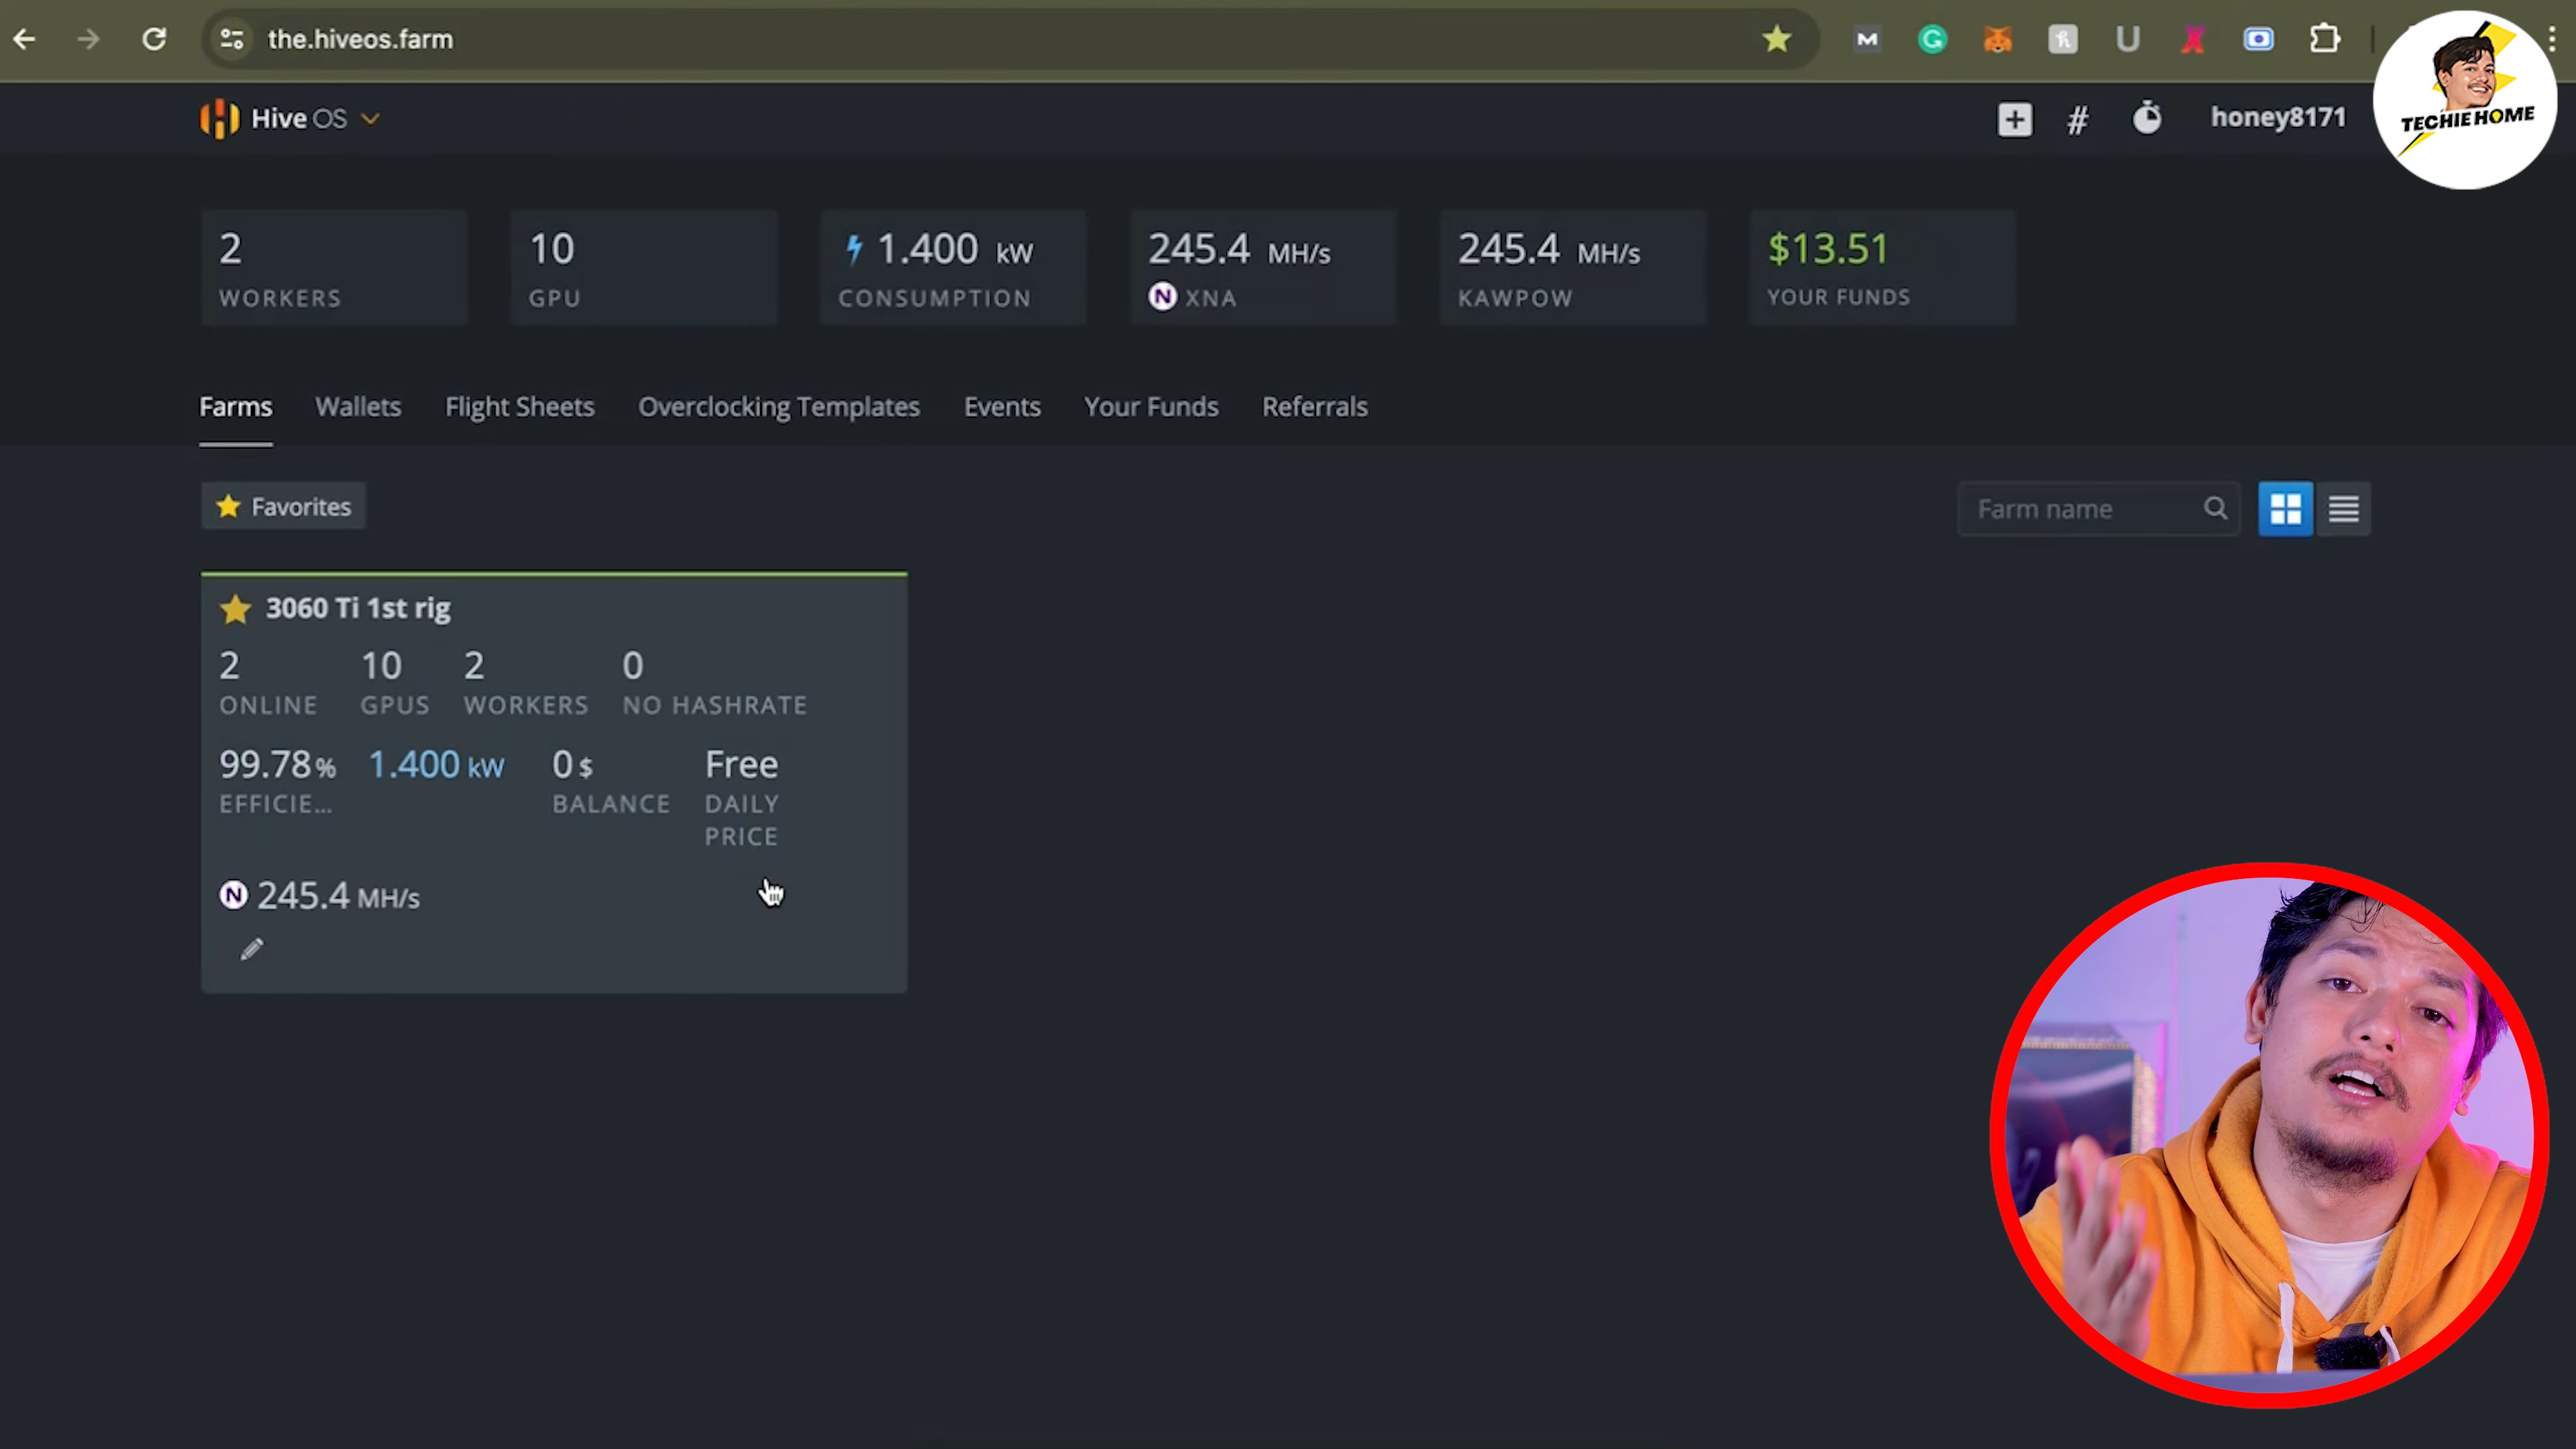 the.hiveos.farm
TECHIE HOME
Hive OS
honey8171
2
WORKERS
10
GPU
1.400 kW
CONSUMPTION
245.4 MH/s
N XNA
245.4 MH/s
KAWPOW
$13.51
YOUR FUNDS
Farms Wallets Flight Sheets Overclocking Templates Events Your Funds Referrals
Favorites
Farm name
3060 Ti 1st rig
2 10 2 0
ONLINE GPUS WORKERS NO HASHRATE
99.78% 1.400 kW 0 $ Free
EFFICIE... BALANCE DAILY
PRICE
N 245.4 MH/s